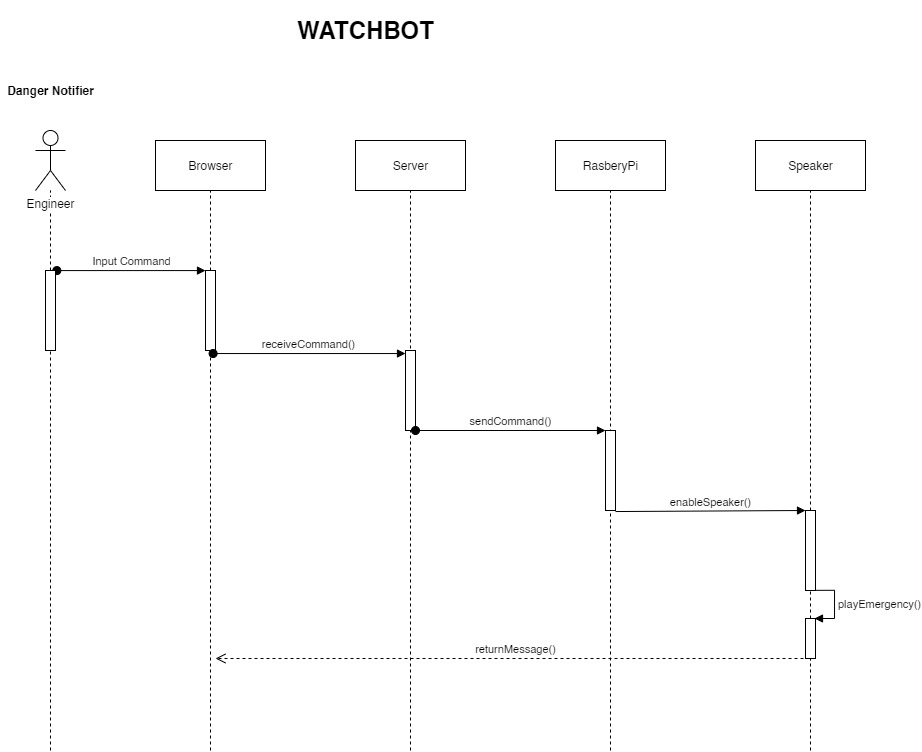 WATCHBOT
Danger Notifier
Engineer
Browser
Server
RasberyPi
Speaker
Input Command
receiveCommand()
sendCommand()
enableSpeaker()
playEmergency()
returnMessage()